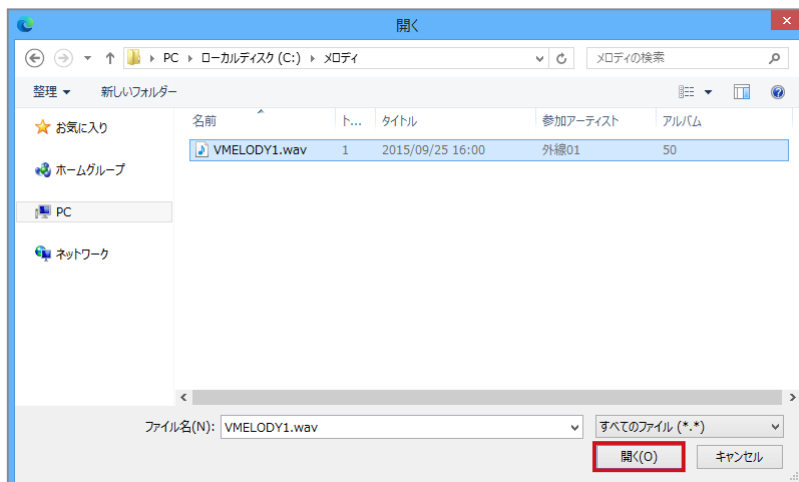 開く
PC ローカルディスク (C:) メロディ メロディの検索
整理 新しいフォルダー
名前 ト... タイトル 参加アーティスト アルバム
お気に入り
VMELODY1.wav 1 2015/09/25 16:00 外線01 50
ホームグループ
PC
ネットワーク
ファイル名(N): VMELODY1.wav すべてのファイル (*.*)
開く(O) キャンセル